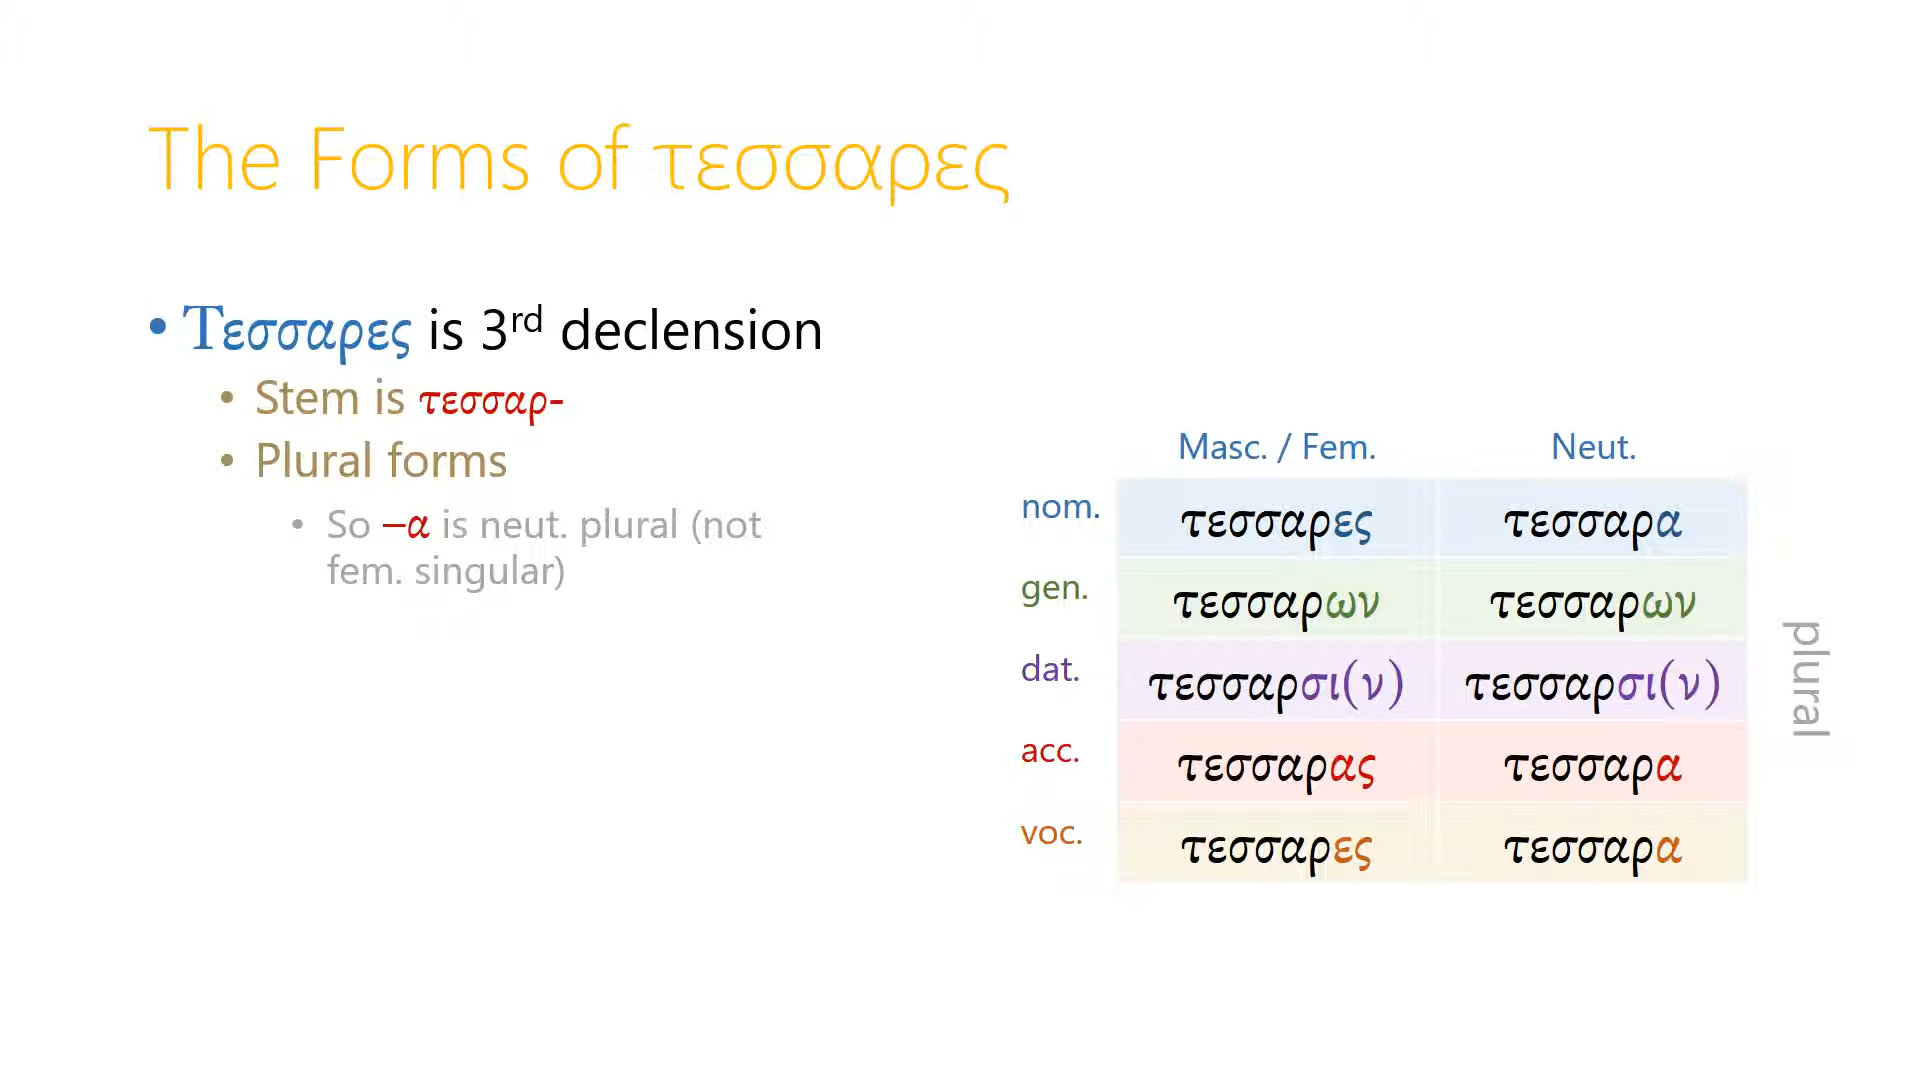 The Forms of τεσσαρες
• Τεσσαρες is 3rd declension
• Stem is τεσσαρ-
• Plural forms
• So –α is neut. plural (not
fem. singular)
Masc. / Fem. Neut.
nom. τεσσαρες τεσσαρα
gen. τεσσαρων τεσσαρων
dat. τεσσαρσι(ν) τεσσαρσι(ν)
acc. τεσσαρας τεσσαρα
voc. τεσσαρες τεσσαρα
plural